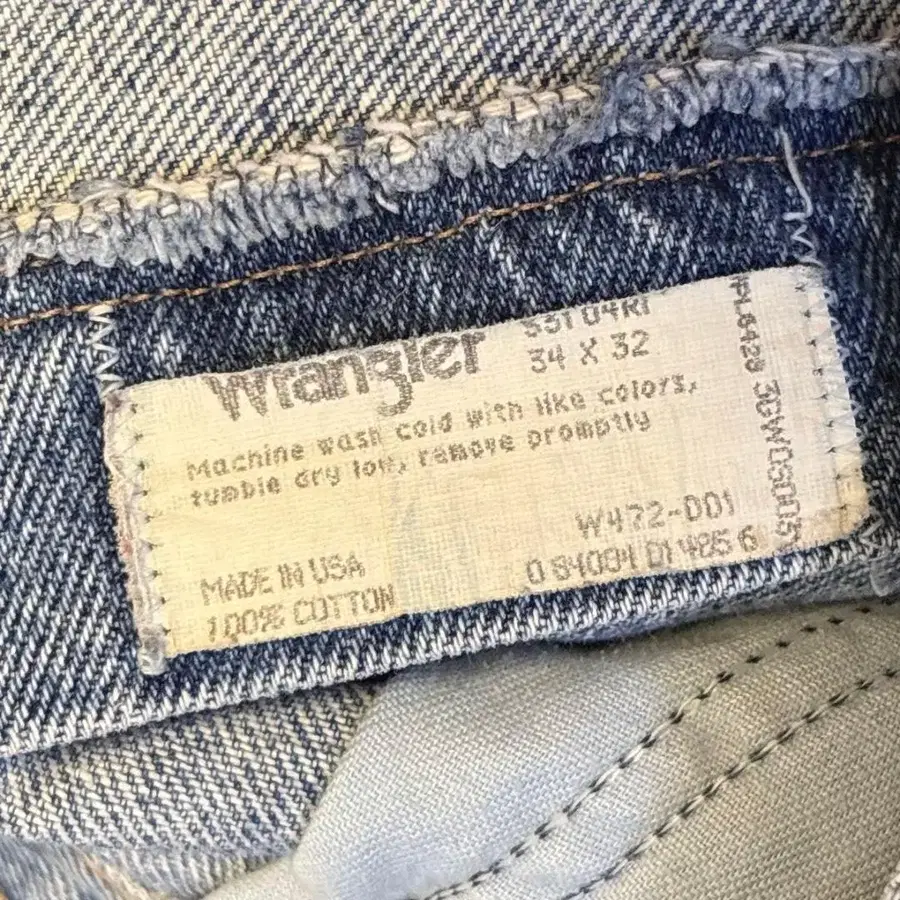 Wrangler
34 X 32
Machine wash cold with like colors,
tumble dry low, remove promptly
W472-D01
MADE IN USA
100% COTTON